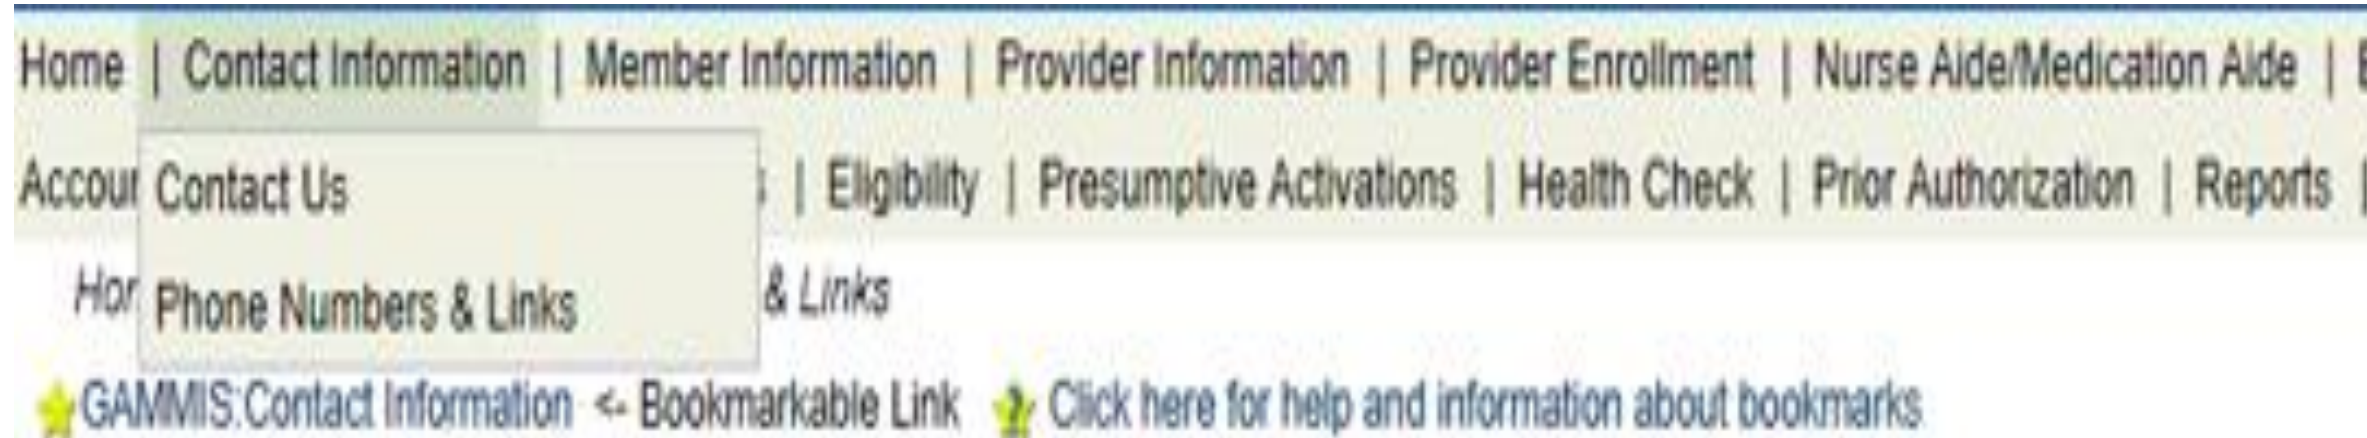 Home | Contact Information | Member Information | Provider Information | Provider Enrollment | Nurse Aide/Medication Aide |
Contact Us
| Eligibility | Presumptive Activations | Health Check | Prior Authorization | Reports |
Phone Numbers & Links
& Links
GAMMIS:Contact Information <- Bookmarkable Link ? Click here for help and information about bookmarks